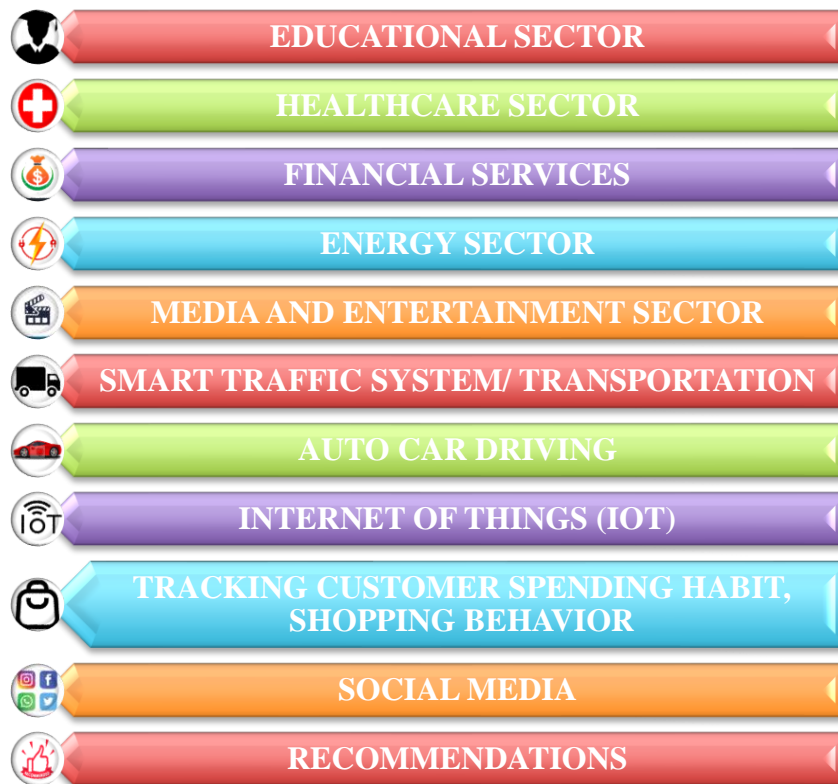 EDUCATIONAL SECTOR
HEALTHCARE SECTOR
FINANCIAL SERVICES
ENERGY SECTOR
MEDIA AND ENTERTAINMENT SECTOR
SMART TRAFFIC SYSTEM/ TRANSPORTATION
AUTO CAR DRIVING
IOT
INTERNET OF THINGS (IOT)
TRACKING CUSTOMER SPENDING HABIT,
SHOPPING BEHAVIOR
SOCIAL MEDIA
RECOMMENDATIONS